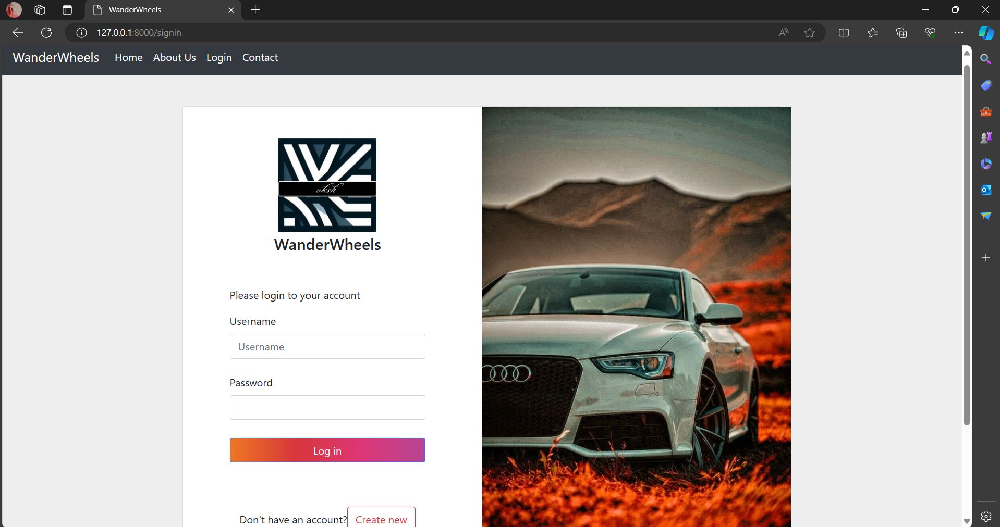 WanderWheels
127.0.0.1:8000/signin
WanderWheels Home About Us Login Contact
vksh
WanderWheels
Please login to your account
Username
Username
Password
Log in
Don't have an account? Create new